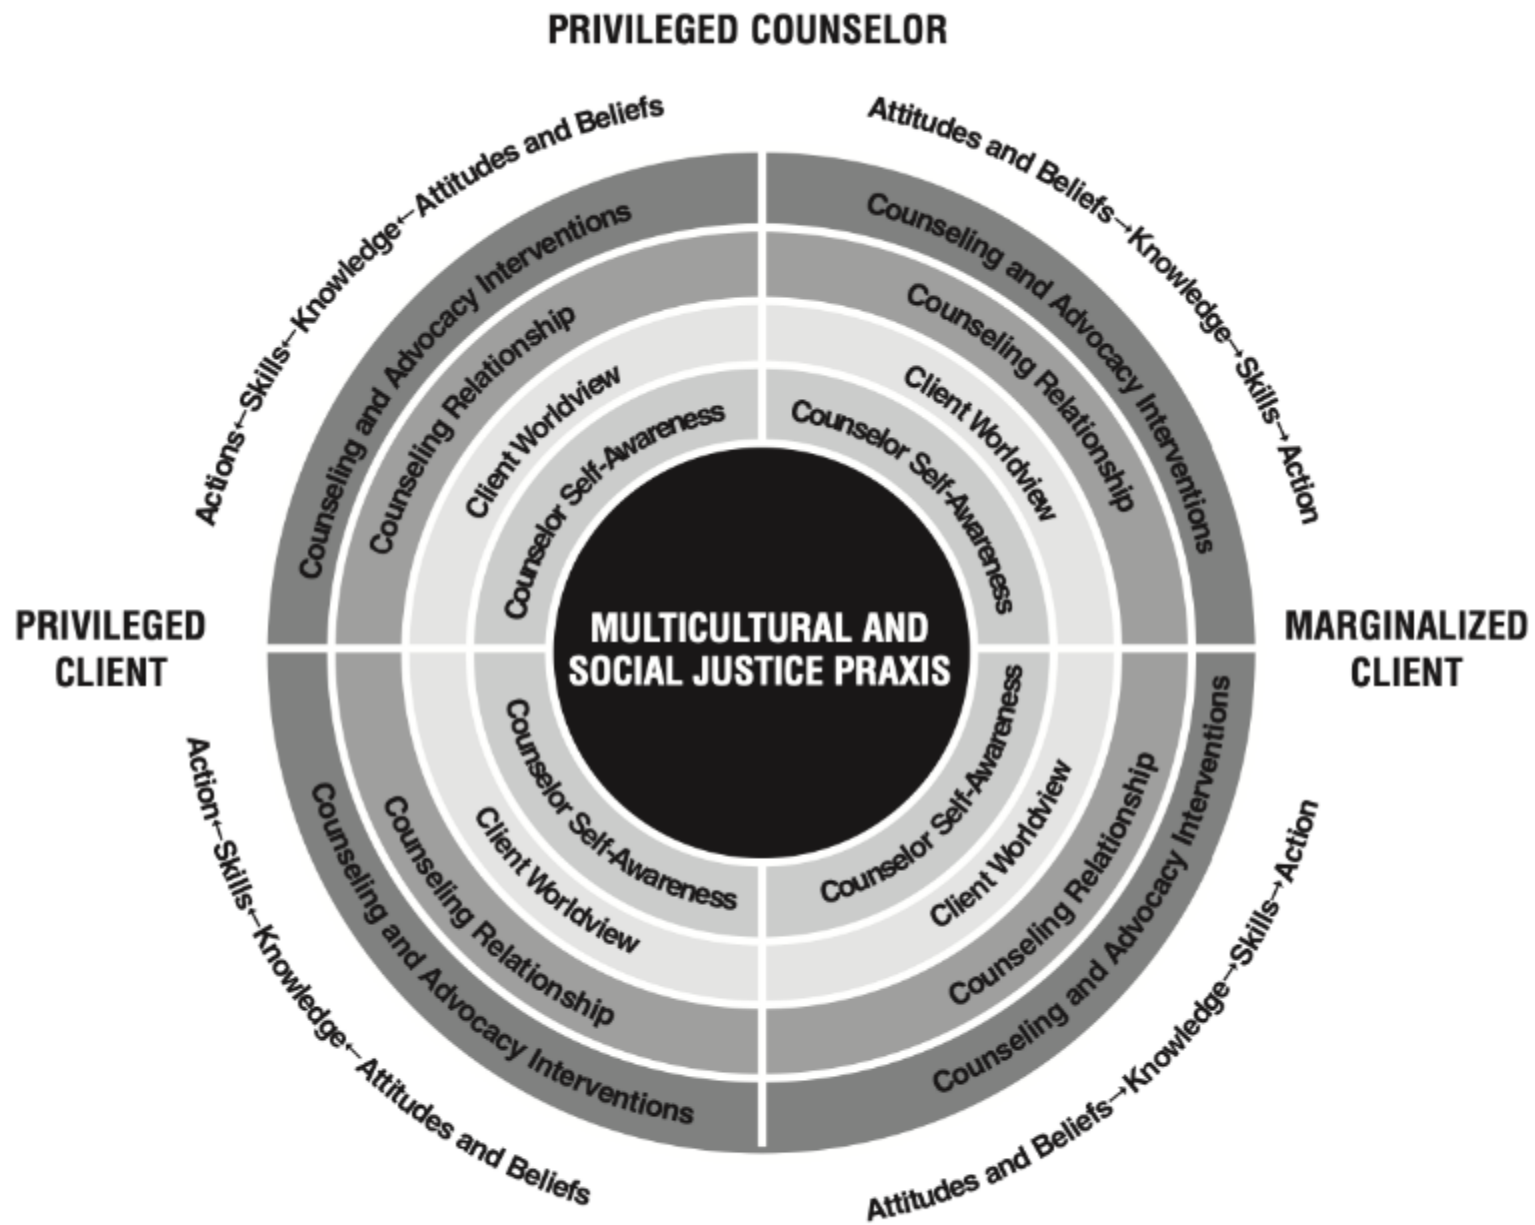 PRIVILEGED COUNSELOR
Actions←Skills←Knowledge←Attitudes and Beliefs
Attitudes and Beliefs→Knowledge→Skills→Action
Counseling and Advocacy Interventions
Counseling Relationship
Client Worldview
Counselor Self-Awareness
Counseling and Advocacy Interventions
Counseling Relationship
Client Worldview
Counselor Self-Awareness
PRIVILEGED
CLIENT
MULTICULTURAL AND
SOCIAL JUSTICE PRAXIS
MARGINALIZED
CLIENT
Counselor Self-Awareness
Client Worldview
Counseling Relationship
Counseling and Advocacy Interventions
Counselor Self-Awareness
Client Worldview
Counseling Relationship
Counseling and Advocacy Interventions
Action←Skills←Knowledge←Attitudes and Beliefs
Attitudes and Beliefs→Knowledge→Skills→Action